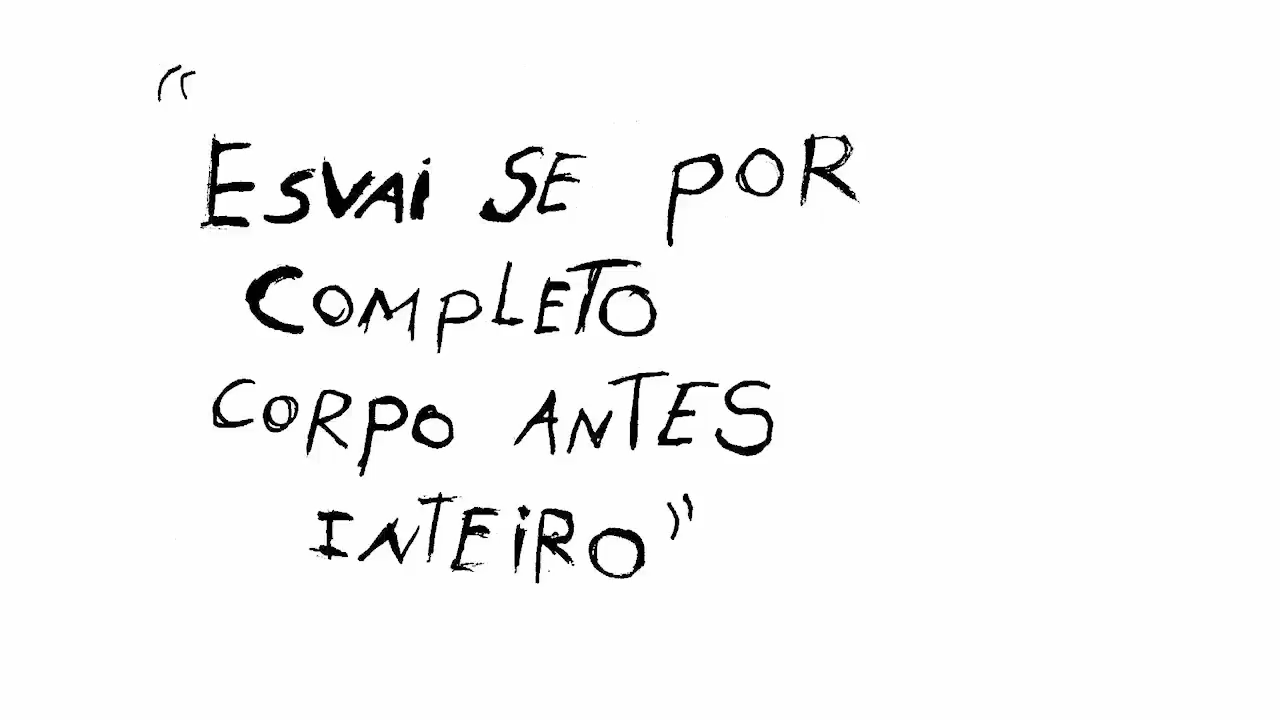 “
ESVAI SE POR
COMPLETO
CORPO ANTES
INTEIRO”